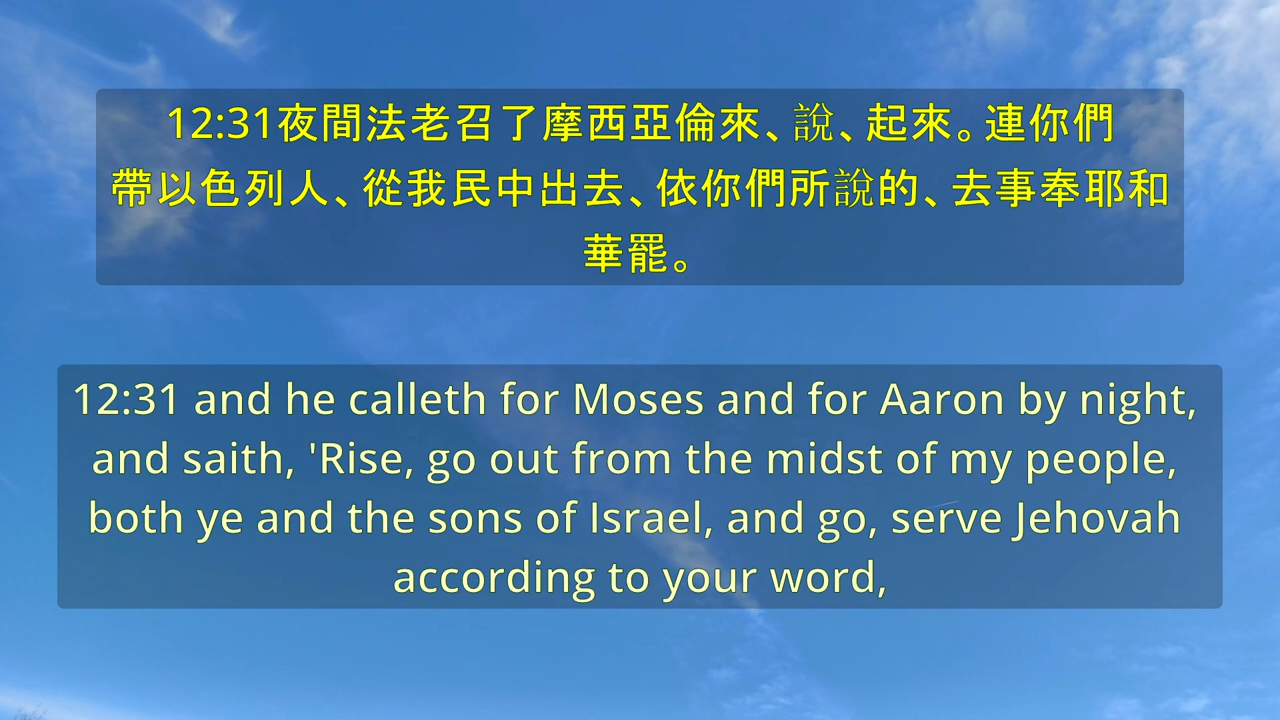 12:31夜間法老召了摩西亞倫來、說、起來。連你們
帶以色列人、從我民中出去、依你們所說的、去事奉耶和
華罷。
12:31 and he calleth for Moses and for Aaron by night,
and saith, 'Rise, go out from the midst of my people,
both ye and the sons of Israel, and go, serve Jehovah
according to your word,